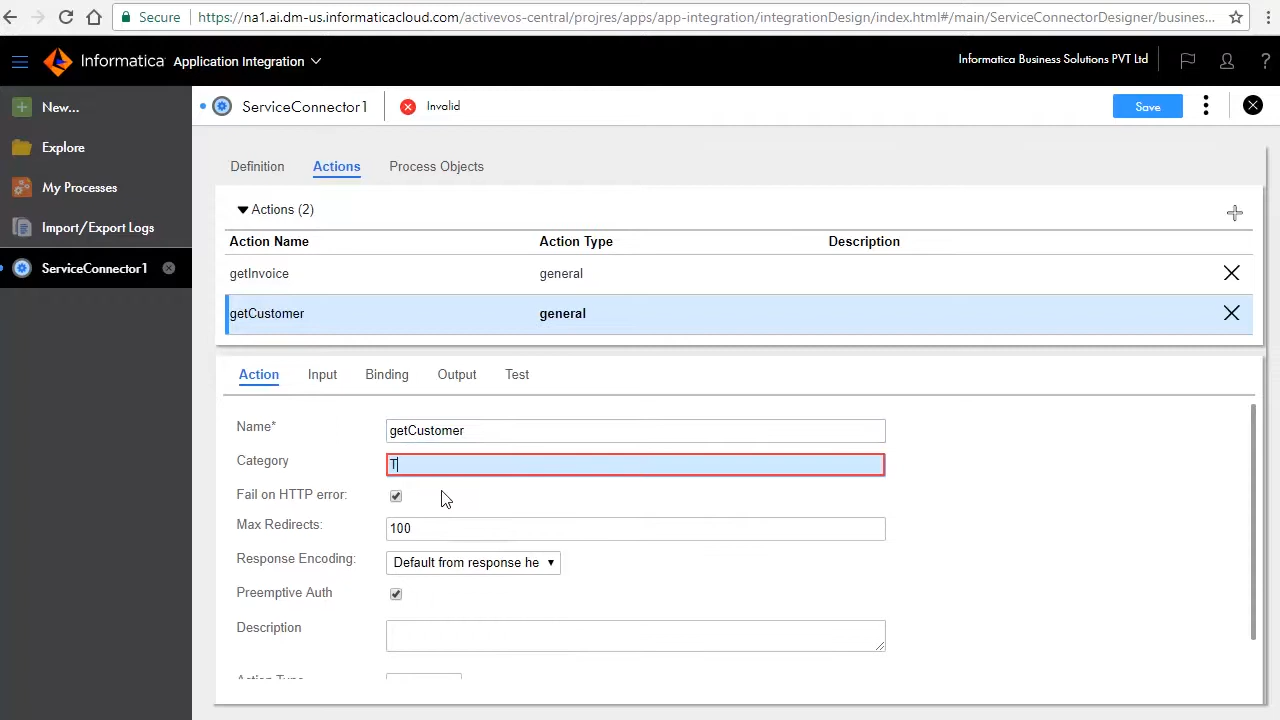 Secure https://na1.ai.dm-us.informaticacloud.com/activevos-central/projres/apps/app-integration/integrationDesign/index.html#/main/ServiceConnectorDesigner/busines...
Informatica Application Integration
Informatica Business Solutions PVT Ltd
?
New...
Explore
My Processes
Import/Export Logs
ServiceConnector1
ServiceConnector1 Invalid Save
Definition Actions Process Objects
Actions (2)
Action Name Action Type Description
getInvoice general
getCustomer general
Action Input Binding Output Test
Name* getCustomer
Category T
Fail on HTTP error:
Max Redirects: 100
Response Encoding: Default from response he
Preemptive Auth
Description
Action Type